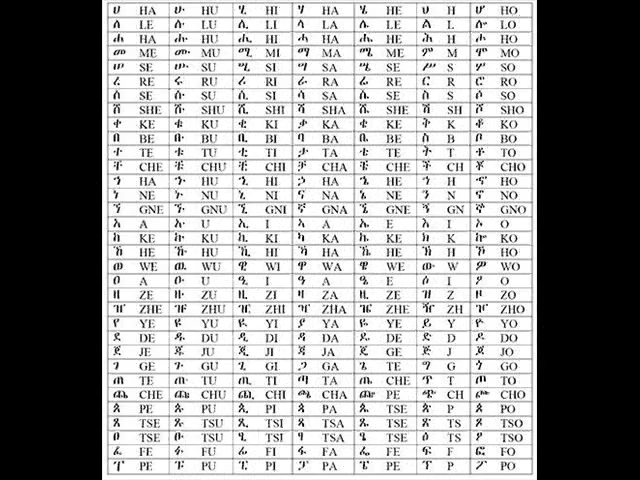 ሀ HA ሁ HU ሂ HI ሃ HA ሄ HE ህ H ሆ HO
ለ LE ሉ LU ሊ LI ላ LA ሌ LE ል L ሎ LO
ሐ HA ሑ HU ሒ HI ሓ HA ሔ HE ሕ H ሖ HO
መ ME ሙ MU ሚ MI ማ MA ሜ ME ም M ሞ MO
ሠ SE ሡ SU ሢ SI ሣ SA ሤ SE ሥ S ሦ SO
ረ RE ሩ RU ሪ RI ራ RA ሬ RE ር R ሮ RO
ሰ SE ሱ SU ሲ SI ሳ SA ሴ SE ስ S ሶ SO
ሸ SHE ሹ SHU ሺ SHI ሻ SHA ሼ SHE ሽ SH ሾ SHO
ቀ KE ቁ KU ቂ KI ቃ KA ቄ KE ቅ K ቆ KO
በ BE ቡ BU ቢ BI ባ BA ቤ BE ብ B ቦ BO
ተ TE ቱ TU ቲ TI ታ TA ቴ TE ት T ቶ TO
ቸ CHE ቹ CHU ቺ CHI ቻ CHA ቼ CHE ች CH ቾ CHO
ኀ HA ኁ HU ኂ HI ኃ HA ኄ HE ኅ H ኆ HO
ነ NE ኑ NU ኒ NI ና NA ኔ NE ን N ኖ NO
ኘ GNE ኙ GNU ኚ GNI ኛ GNA ኜ GNE ኝ GN ኞ GNO
አ A ኡ U ኢ I ኣ A ኤ E እ I ኦ O
ከ KE ኩ KU ኪ KI ካ KA ኬ KE ክ K ኮ KO
ኸ HE ኹ HU ኺ HI ኻ HA ኼ HE ኽ H ኾ HO
ወ WE ዉ WU ዊ WI ዋ WA ዌ WE ው W ዎ WO
ዐ A ዑ U ዒ I ዓ A ዔ E ዕ I ዖ O
ዘ ZE ዙ ZU ዚ ZI ዛ ZA ዜ ZE ዝ Z ዞ ZO
ዠ ZHE ዡ ZHU ዢ ZHI ዣ ZHA ዤ ZHE ዥ ZH ዦ ZHO
የ YE ዩ YU ዪ YI ያ YA ዬ YE ይ Y ዮ YO
ደ DE ዱ DU ዲ DI ዳ DA ዴ DE ድ D ዶ DO
ጀ JE ጁ JU ጂ JI ጃ JA ጄ GE ጅ J ጆ JO
ገ GE ጉ GU ጊ GI ጋ GA ጌ TE ግ G ጎ GO
ጠ TE ጡ TU ጢ TI ጣ TA ጤ CHE ጥ T ጦ TO
ጨ CHE ጩ CHU ጪ CHI ጫ CHA ጬ PE ጭ CH ጮ CHO
ጰ PE ጱ PU ጲ PI ጳ PA ጴ TSE ጵ P ጶ PO
ጸ TSE ጹ TSU ጺ TSI ጻ TSA ጼ TSE ጽ TS ጾ TSO
ፀ TSE ፁ TSU ፂ TSI ፃ TSA ፄ FE ፅ TS ፆ TSO
ፈ FE ፉ FU ፊ FI ፋ FA ፌ FE ፍ F ፎ FO
ፐ PE ፑ PU ፒ PI ፓ PA ፔ PE ፕ P ፖ PO